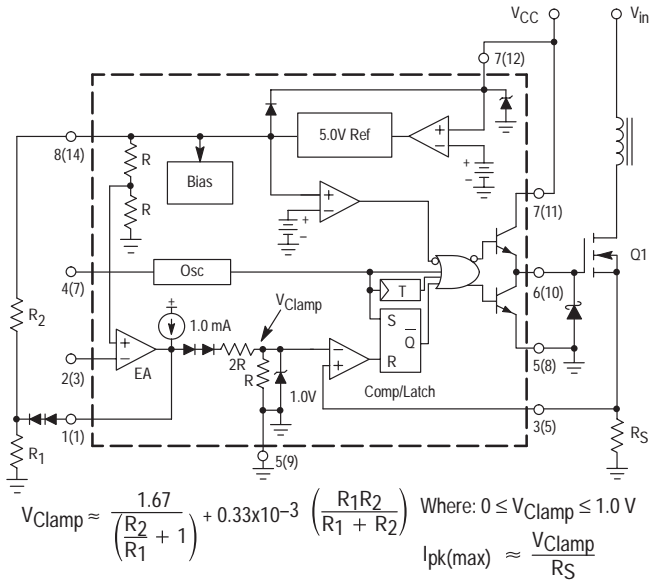 VCC
Vin
7(12)
5.0V Ref
+
−
+
−
8(14)
R
Bias
R
+
−
+
−
7(11)
Q1
4(7)
Osc
6(10)
T
R2
+
−
EA
1.0 mA
VClamp
S
Q̅
R
2(3)
2R
R
1.0V
−
+
Comp/Latch
5(8)
1(1)
3(5)
R1
5(9)
RS
VClamp ≈ 1.67 / (R2/R1 + 1) + 0.33x10−3 (R1R2 / R1 + R2) Where: 0 ≤ VClamp ≤ 1.0 V
Ipk(max) ≈ VClamp / RS